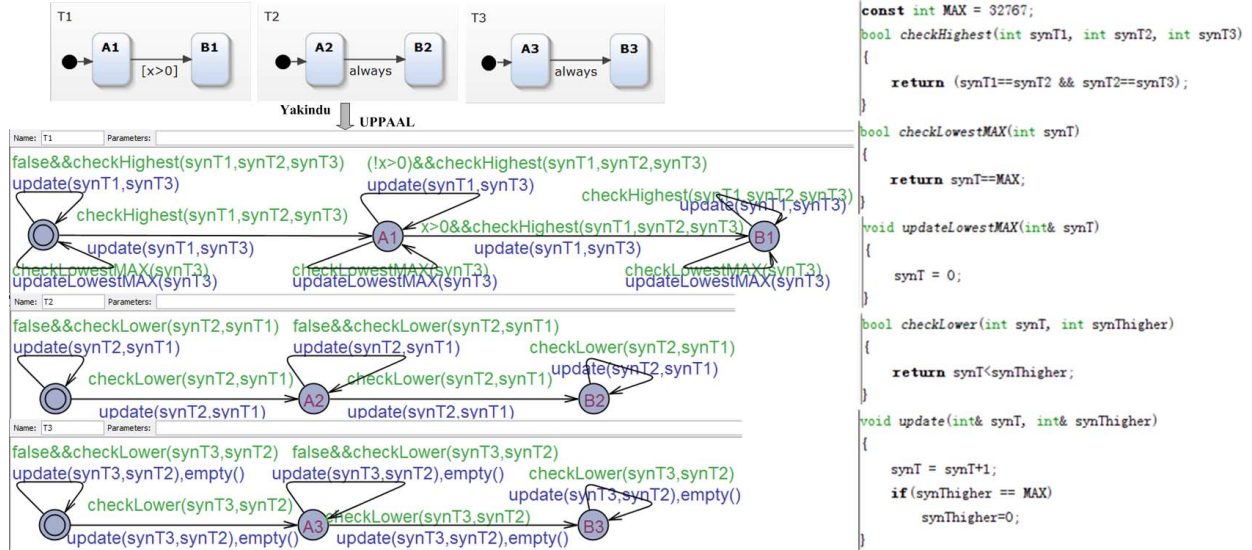 T1
A1
B1
[x>0]
T2
A2
B2
always
T3
A3
B3
always
Yakindu
UPPAAL
Name: T1 Parameters:
false&&checkHighest(synT1,synT2,synT3)
update(synT1,synT3)
(!x>0)&&checkHighest(synT1,synT2,synT3)
update(synT1,synT3)
checkHighest(synT1,synT2,synT3)
update(synT1,synT3)
checkHighest(synT1,synT2,synT3)
update(synT1,synT3)
x>0&&checkHighest(synT1,synT2,synT3)
update(synT1,synT3)
A1
B1
checkLowestMAX(synT3)
updateLowestMAX(synT3)
checkLowestMAX(synT3)
updateLowestMAX(synT3)
checkLowestMAX(synT3)
updateLowestMAX(synT3)
Name: T2 Parameters:
false&&checkLower(synT2,synT1)
update(synT2,synT1)
false&&checkLower(synT2,synT1)
update(synT2,synT1)
checkLower(synT2,synT1)
update(synT2,synT1)
checkLower(synT2,synT1)
update(synT2,synT1)
checkLower(synT2,synT1)
update(synT2,synT1)
A2
B2
Name: T3 Parameters:
false&&checkLower(synT3,synT2)
update(synT3,synT2),empty()
false&&checkLower(synT3,synT2)
update(synT3,synT2),empty()
checkLower(synT3,synT2)
update(synT3,synT2),empty()
checkLower(synT3,synT2)
update(synT3,synT2),empty()
checkLower(synT3,synT2)
update(synT3,synT2),empty()
A3
B3
const int MAX = 32767;
bool checkHighest(int synT1, int synT2, int synT3)
{
return (synT1==synT2 && synT2==synT3);
}
bool checkLowestMAX(int synT)
{
return synT==MAX;
}
void updateLowestMAX(int& synT)
{
synT = 0;
}
bool checkLower(int synT, int synThigher)
{
return synT<synThigher;
}
void update(int& synT, int& synThigher)
{
synT = synT+1;
if(synThigher == MAX)
synThigher=0;
}